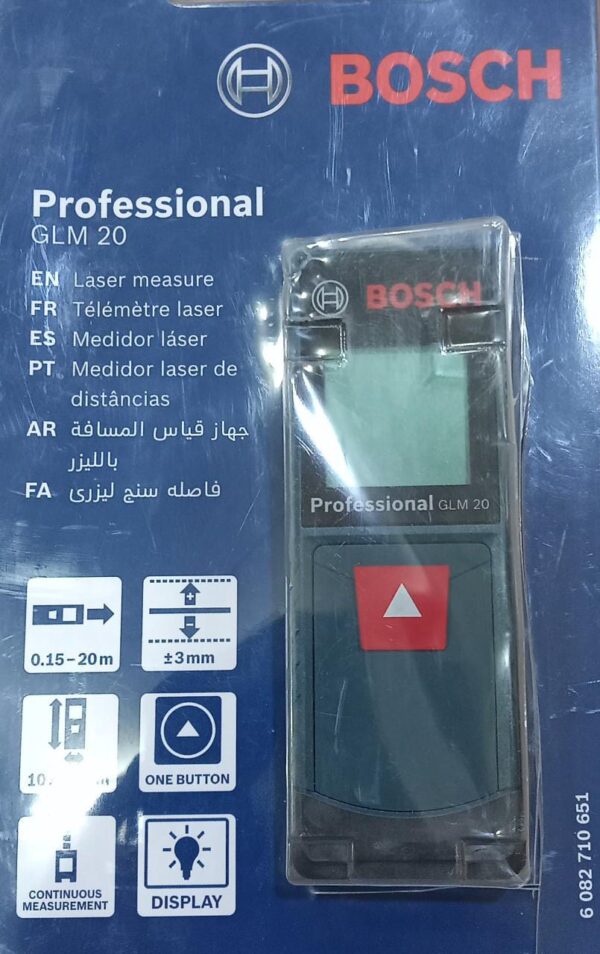 BOSCH
Professional
GLM 20
EN Laser measure
FR Télémètre laser
ES Medidor láser
PT Medidor laser de
distâncias
AR جهاز قياس المسافة
بالليزر
FA فاصله سنج لیزری
BOSCH
Professional GLM 20
0.15–20m
±3mm
ONE BUTTON
CONTINUOUS
MEASUREMENT
DISPLAY
6 082 710 651